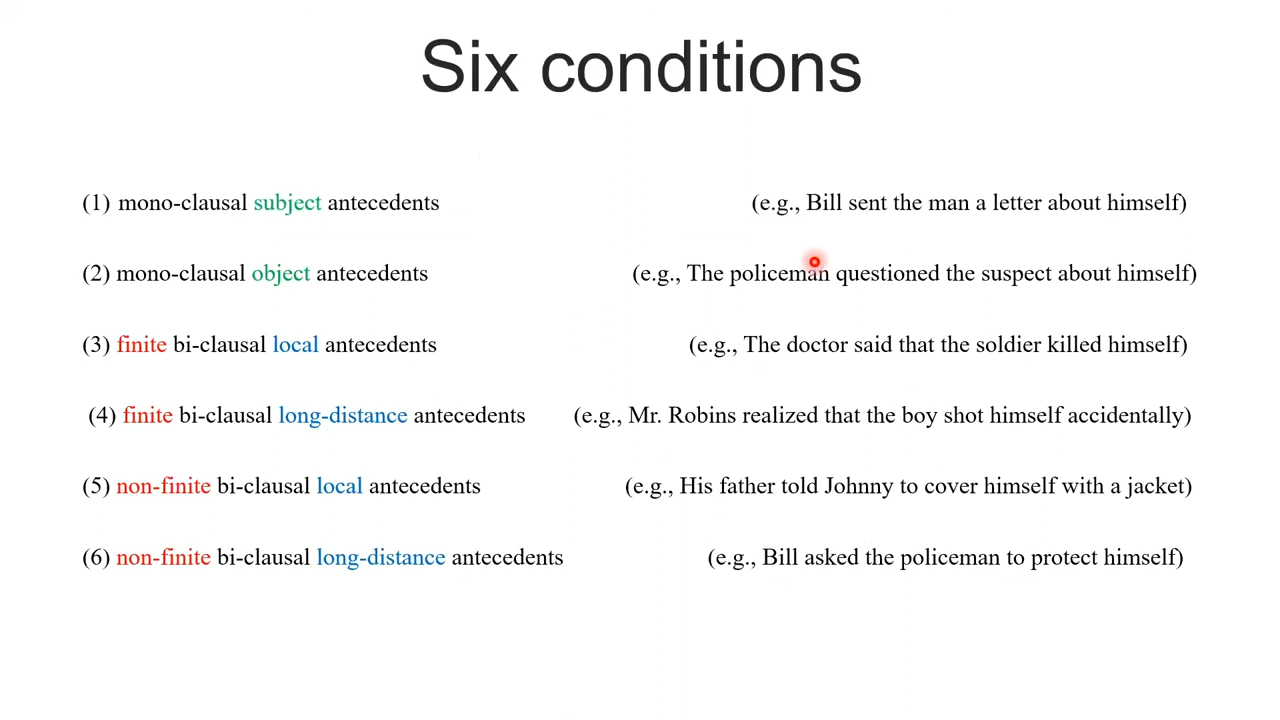 Six conditions
(1) mono-clausal subject antecedents (e.g., Bill sent the man a letter about himself)
(2) mono-clausal object antecedents (e.g., The policeman questioned the suspect about himself)
(3) finite bi-clausal local antecedents (e.g., The doctor said that the soldier killed himself)
(4) finite bi-clausal long-distance antecedents (e.g., Mr. Robins realized that the boy shot himself accidentally)
(5) non-finite bi-clausal local antecedents (e.g., His father told Johnny to cover himself with a jacket)
(6) non-finite bi-clausal long-distance antecedents (e.g., Bill asked the policeman to protect himself)